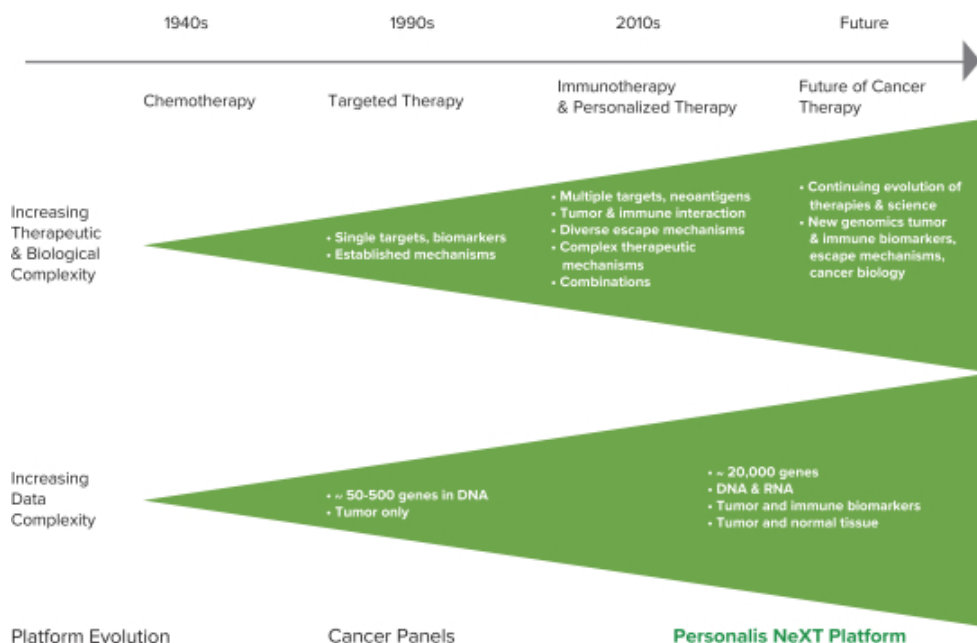 1940s
1990s
2010s
Future
Chemotherapy
Targeted Therapy
Immunotherapy
& Personalized Therapy
Future of Cancer
Therapy
Increasing
Therapeutic
& Biological
Complexity
• Single targets, biomarkers
• Established mechanisms
• Multiple targets, neoantigens
• Tumor & immune interaction
• Diverse escape mechanisms
• Complex therapeutic
mechanisms
• Combinations
• Continuing evolution of
therapies & science
• New genomics tumor
& immune biomarkers,
escape mechanisms,
cancer biology
Increasing
Data
Complexity
• ~ 50-500 genes in DNA
• Tumor only
• ~ 20,000 genes
• DNA & RNA
• Tumor and immune biomarkers
• Tumor and normal tissue
Platform Evolution
Cancer Panels
Personalis NeXT Platform